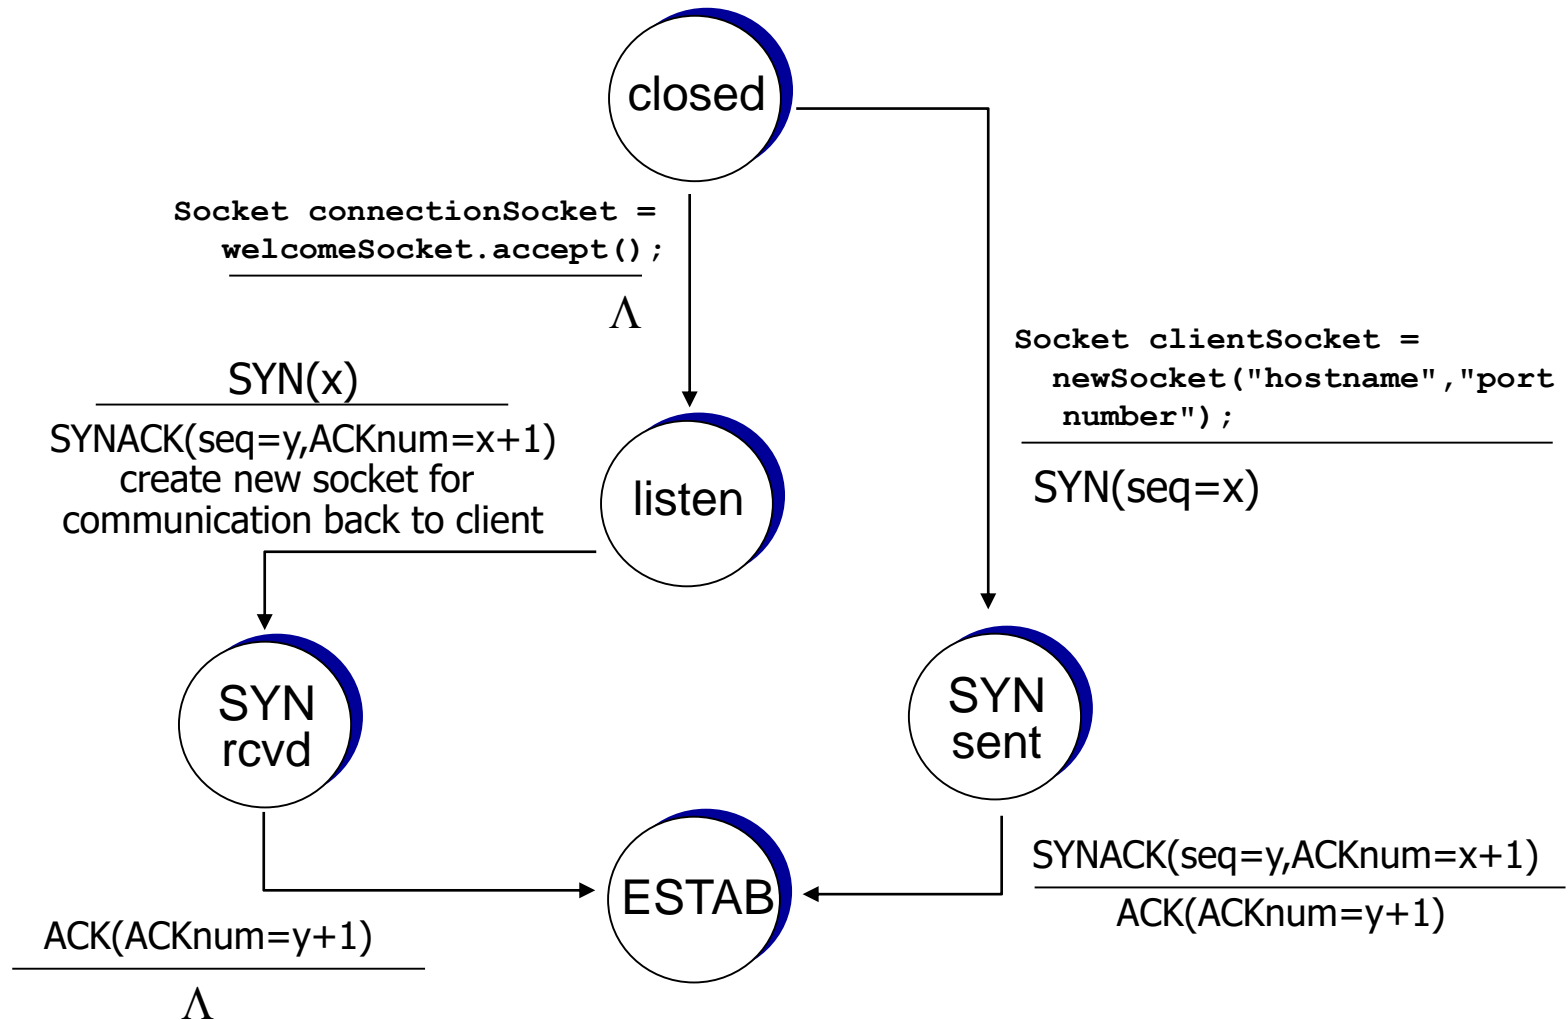 closed
Socket connectionSocket =
welcomeSocket.accept();
Λ
Socket clientSocket =
newSocket("hostname","port
number");
SYN(seq=x)
SYN(x)
SYNACK(seq=y,ACKnum=x+1)
create new socket for
communication back to client
listen
SYN
rcvd
SYN
sent
ESTAB
SYNACK(seq=y,ACKnum=x+1)
ACK(ACKnum=y+1)
ACK(ACKnum=y+1)
Λ